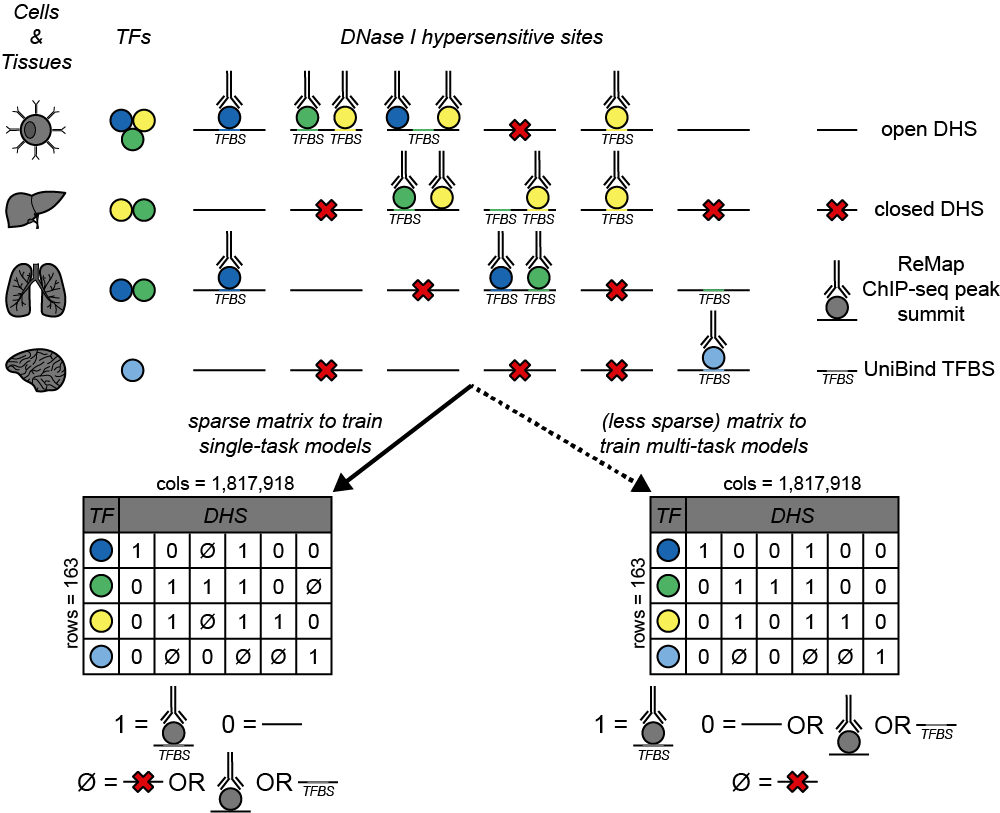 Cells
&
Tissues
TFs
DNase I hypersensitive sites
TFBS
TFBS
TFBS
TFBS
TFBS
open DHS
TFBS
TFBS
TFBS
TFBS
closed DHS
TFBS
TFBS
TFBS
TFBS
ReMap
ChIP-seq peak
summit
TFBS
TFBS
UniBind TFBS
sparse matrix to train
single-task models
(less sparse) matrix to
train multi-task models
cols = 1,817,918
TF DHS
rows = 163
1 0 Ø 1 0 0
0 1 1 1 0 Ø
0 1 Ø 1 1 0
0 Ø 0 Ø Ø 1
1 =
TFBS
0 =
Ø = OR OR TFBS
cols = 1,817,918
TF DHS
rows = 163
1 0 0 1 0 0
0 1 1 1 0 0
0 1 0 1 1 0
0 Ø 0 Ø Ø 1
1 =
TFBS
0 = OR OR TFBS
Ø =